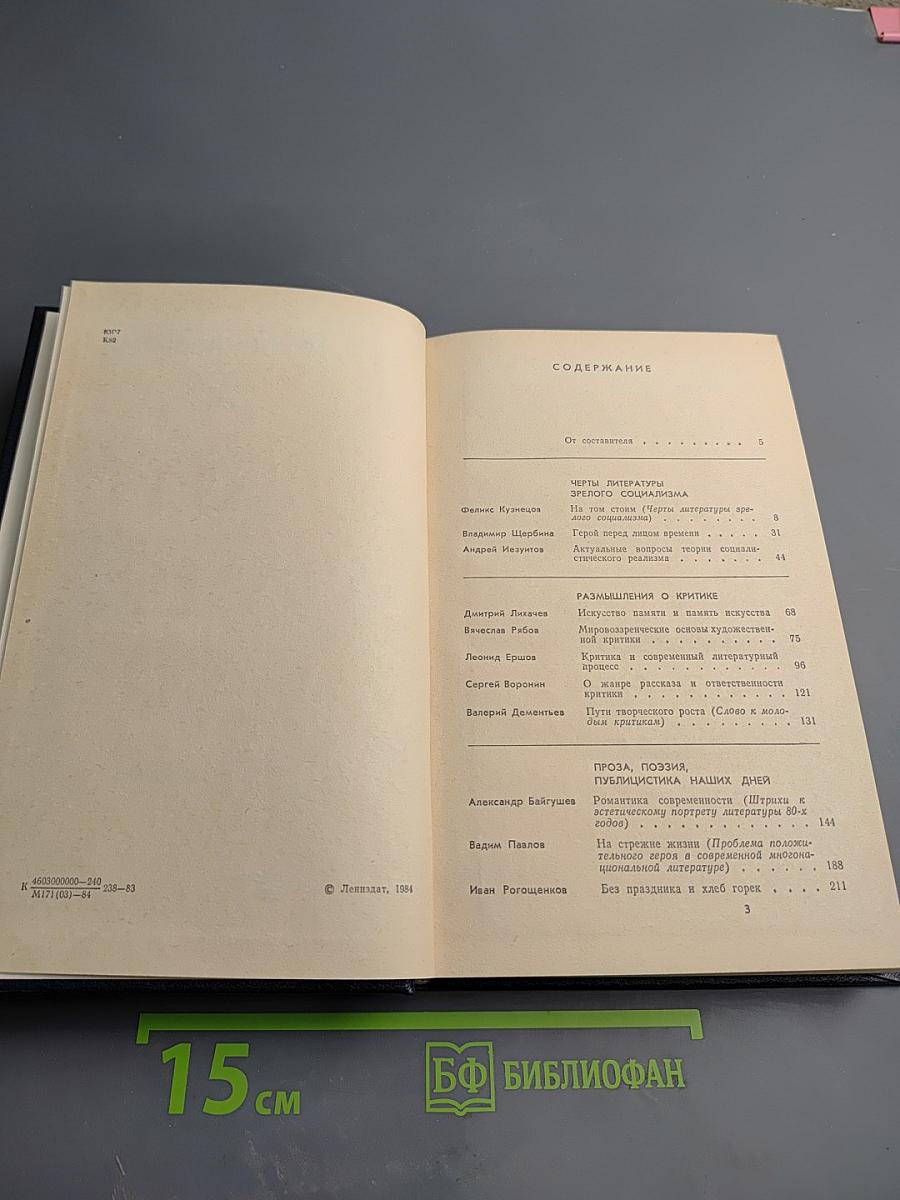 83Р7
К82
К 4603000000—240 238—83
М171(03)—84
© Лениздат, 1984
СОДЕРЖАНИЕ
От составителя . . . . . . . . . 5
ЧЕРТЫ ЛИТЕРАТУРЫ
ЗРЕЛОГО СОЦИАЛИЗМА
Феликс Кузнецов На том стоим (Черты литературы зре-
лого социализма) . . . . . . . . 8
Владимир Щербина Герой перед лицом времени . . . . . 31
Андрей Иезуитов Актуальные вопросы теории социали-
стического реализма . . . . . . . 44
РАЗМЫШЛЕНИЯ О КРИТИКЕ
Дмитрий Лихачев Искусство памяти и память искусства 68
Вячеслав Рябов Мировоззренческие основы художествен-
ной критики . . . . . . . . . . 75
Леонид Ершов Критика и современный литературный
процесс . . . . . . . . . . . . 96
Сергей Воронин О жанре рассказа и ответственности
критики . . . . . . . . . . . . 121
Валерий Дементьев Пути творческого роста (Слово к моло-
дым критикам) . . . . . . . . . 131
ПРОЗА, ПОЭЗИЯ,
ПУБЛИЦИСТИКА НАШИХ ДНЕЙ
Александр Байгушев Романтика современности (Штрихи к
эстетическому портрету литературы 80-х
годов) . . . . . . . . . . . . . 144
Вадим Павлов На стрежне жизни (Проблема положи-
тельного героя в современной многона-
циональной литературе) . . . . . . 188
Иван Рогощенков Без праздника и хлеб горек . . . . 211
3
15 см
БФ БИБЛИОФАН